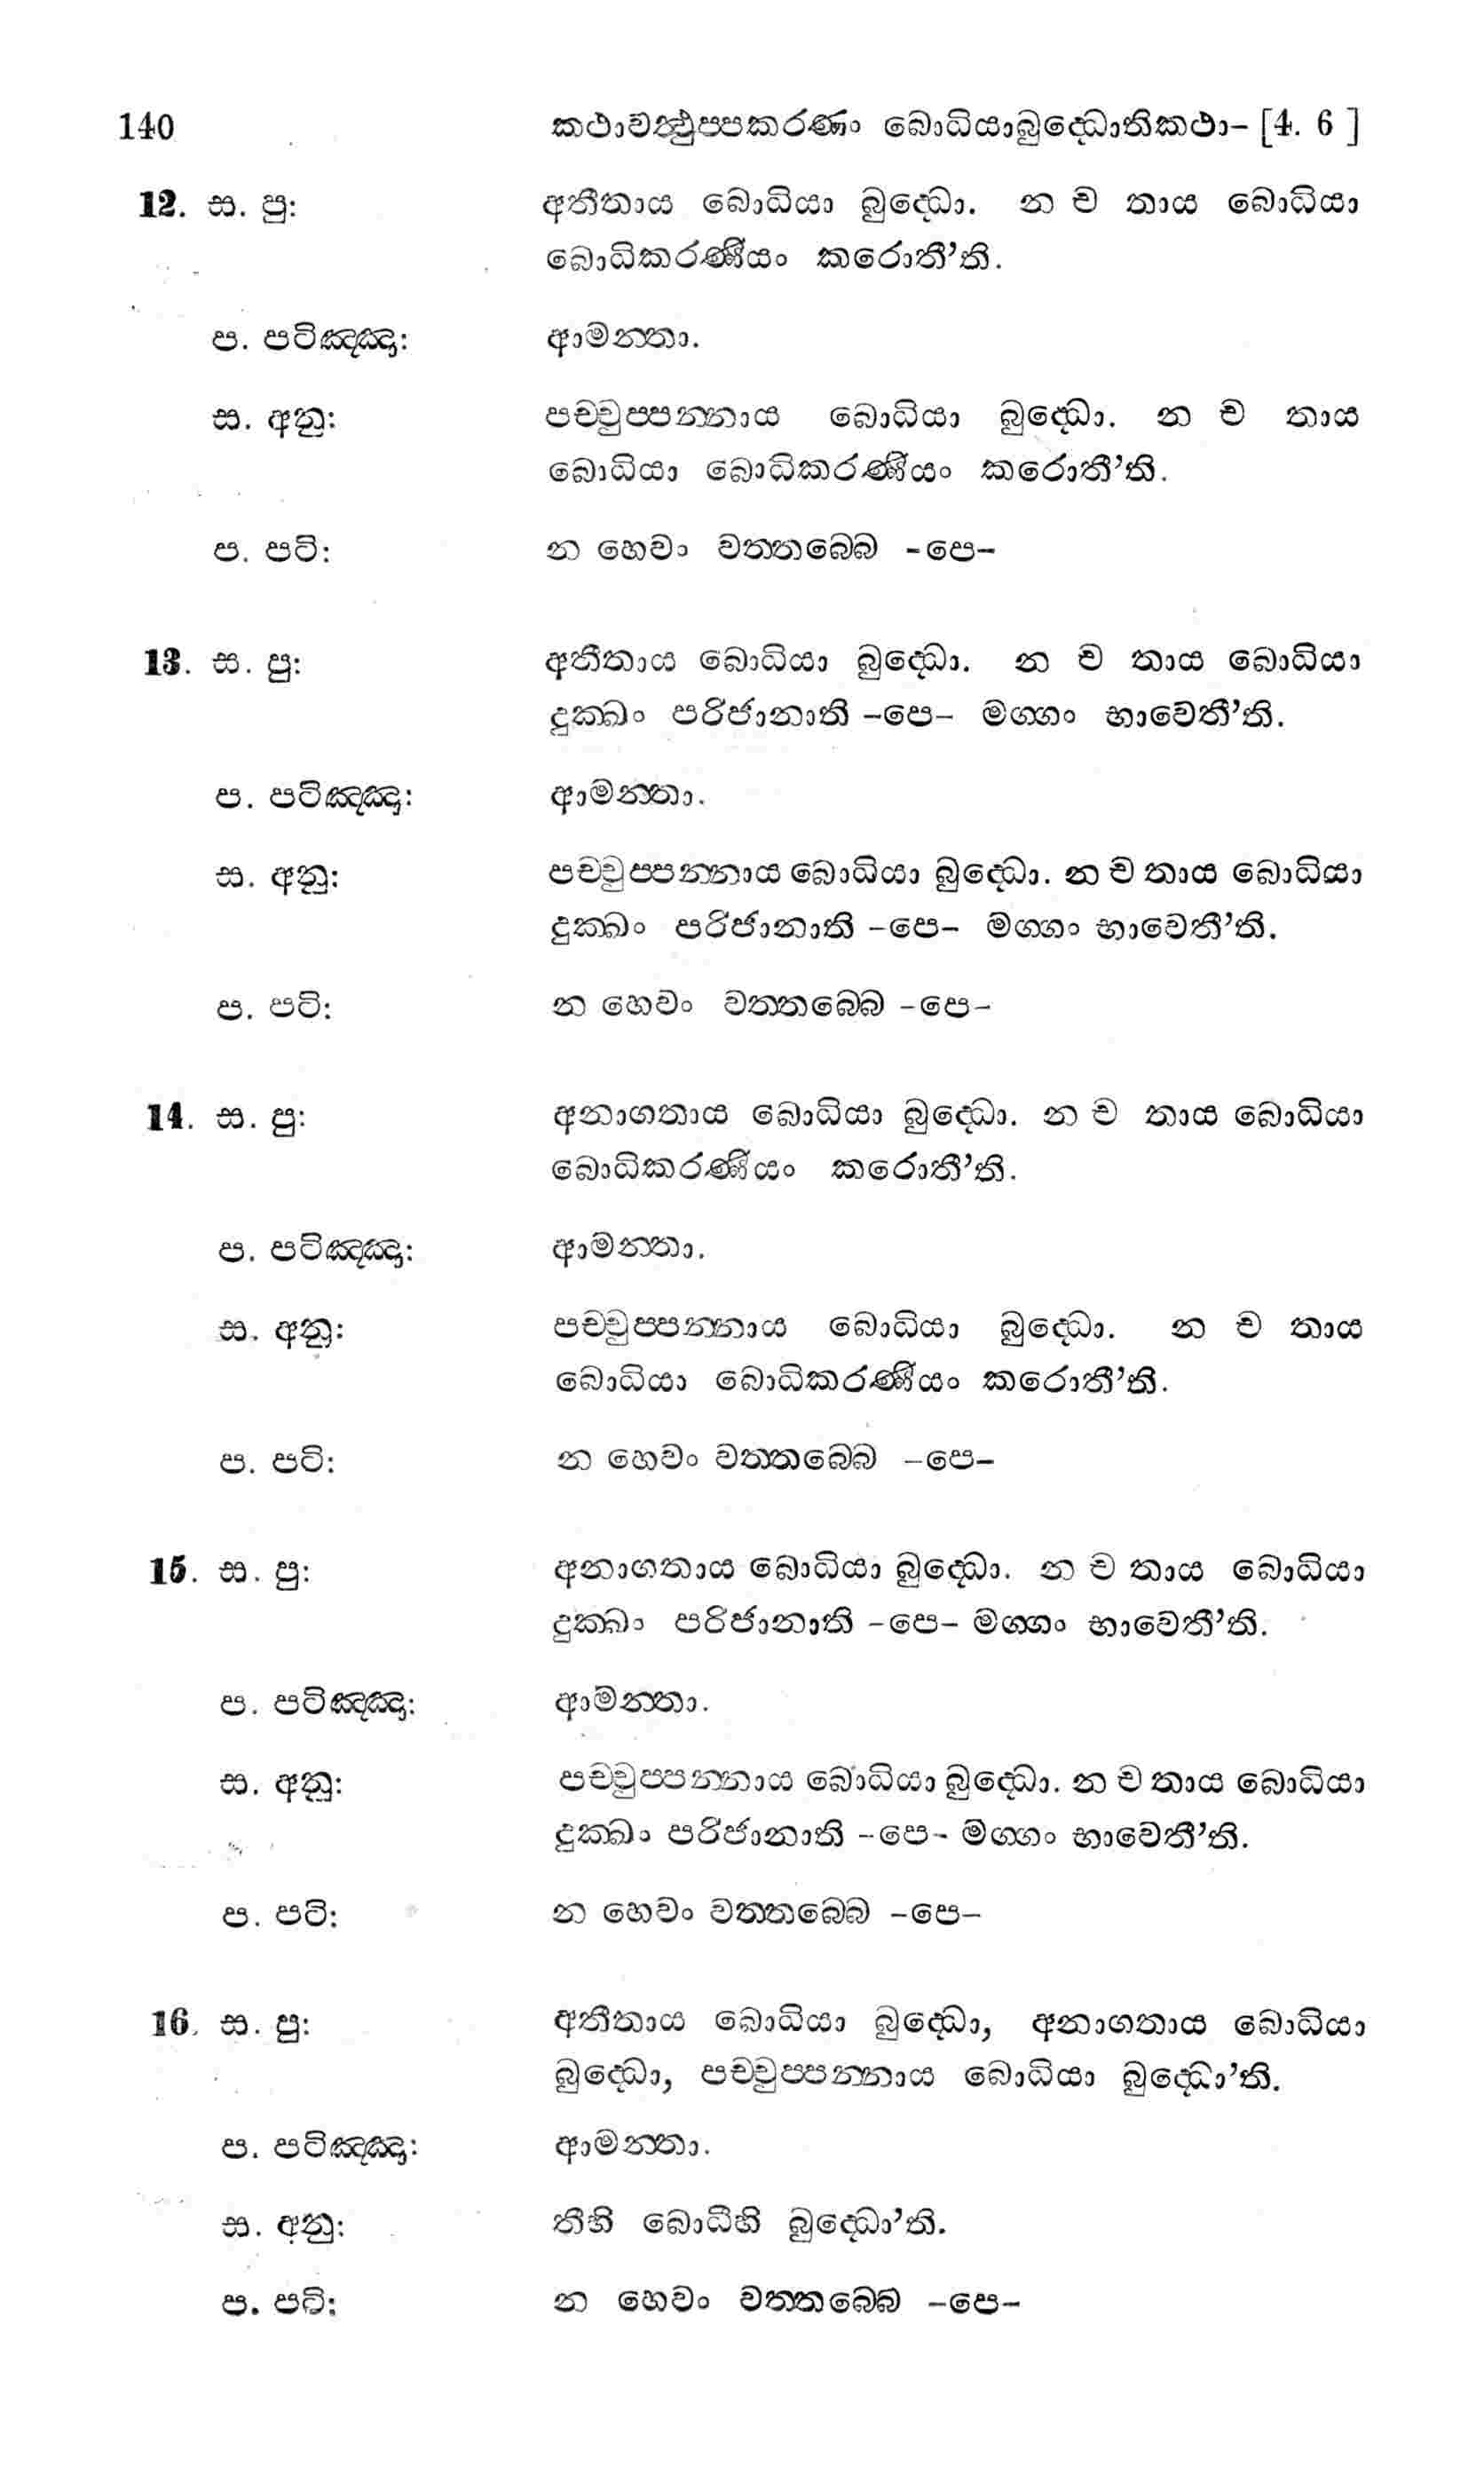 140 කථාවත්ථුප්පකරණං බොධියාබුද්ධොතිකථා- [4. 6 ]
12. ස. පු: අතීතාය බොධියා බුද්ධො. න ච තාය බොධියා
බොධිකරණීයං කරොතී’ති.
ප. පටිඤ්ඤා: ආමන්තා.
ස. අනු: පච්චුප්පන්නාය බොධියා බුද්ධො. න ච තාය
බොධියා බොධිකරණීයං කරොතී’ති.
ප. පටි: න හෙවං වත්තබ්බෙ -පෙ-
13. ස. පු: අතීතාය බොධියා බුද්ධො. න ච තාය බොධියා
දුක්ඛං පරිජානාති -පෙ- මග්ගං භාවෙතී’ති.
ප. පටිඤ්ඤා: ආමන්තා.
ස. අනු: පච්චුප්පන්නාය බොධියා බුද්ධො. න ච තාය බොධියා
දුක්ඛං පරිජානාති -පෙ- මග්ගං භාවෙතී’ති.
ප. පටි: න හෙවං වත්තබ්බෙ -පෙ-
14. ස. පු: අනාගතාය බොධියා බුද්ධො. න ච තාය බොධියා
බොධිකරණීයං කරොතී’ති.
ප. පටිඤ්ඤා: ආමන්තා.
ස. අනු: පච්චුප්පන්නාය බොධියා බුද්ධො. න ච තාය
බොධියා බොධිකරණීයං කරොතී’ති.
ප. පටි: න හෙවං වත්තබ්බෙ -පෙ-
15. ස. පු: අනාගතාය බොධියා බුද්ධො. න ච තාය බොධියා
දුක්ඛං පරිජානාති -පෙ- මග්ගං භාවෙතී’ති.
ප. පටිඤ්ඤා: ආමන්තා.
ස. අනු: පච්චුප්පන්නාය බොධියා බුද්ධො. න ච තාය බොධියා
දුක්ඛං පරිජානාති -පෙ- මග්ගං භාවෙතී’ති.
ප. පටි: න හෙවං වත්තබ්බෙ -පෙ-
16. ස. පු: අතීතාය බොධියා බුද්ධො, අනාගතාය බොධියා
බුද්ධො, පච්චුප්පන්නාය බොධියා බුද්ධො’ති.
ප. පටිඤ්ඤා: ආමන්තා.
ස. අනු: තීහි බොධීහි බුද්ධො’ති.
ප. පටි: න හෙවං වත්තබ්බෙ -පෙ-